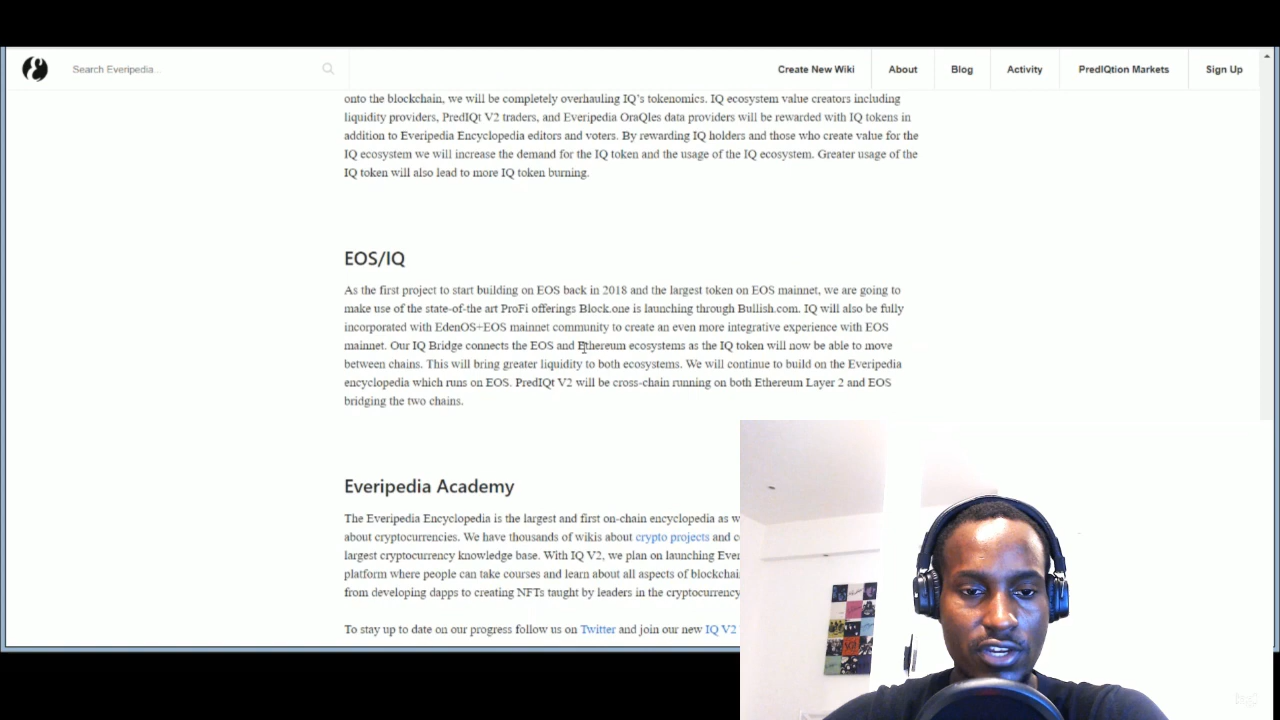 Search Everipedia...
Create New Wiki
About
Blog
Activity
PredIQtion Markets
Sign Up
onto the blockchain, we will be completely overhauling IQ's tokenomics. IQ ecosystem value creators including
liquidity providers, PredIQt V2 traders, and Everipedia OraQles data providers will be rewarded with IQ tokens in
addition to Everipedia Encyclopedia editors and voters. By rewarding IQ holders and those who create value for the
IQ ecosystem we will increase the demand for the IQ token and the usage of the IQ ecosystem. Greater usage of the
IQ token will also lead to more IQ token burning.
EOS/IQ
As the first project to start building on EOS back in 2018 and the largest token on EOS mainnet, we are going to
make use of the state-of-the art ProFi offerings Block.one is launching through Bullish.com. IQ will also be fully
incorporated with EdenOS+EOS mainnet community to create an even more integrative experience with EOS
mainnet. Our IQ Bridge connects the EOS and Ethereum ecosystems as the IQ token will now be able to move
between chains. This will bring greater liquidity to both ecosystems. We will continue to build on the Everipedia
encyclopedia which runs on EOS. PredIQt V2 will be cross-chain running on both Ethereum Layer 2 and EOS
bridging the two chains.
Everipedia Academy
The Everipedia Encyclopedia is the largest and first on-chain encyclopedia as w
about cryptocurrencies. We have thousands of wikis about crypto projects and c
largest cryptocurrency knowledge base. With IQ V2, we plan on launching Ever
platform where people can take courses and learn about all aspects of blockchai
from developing dapps to creating NFTs taught by leaders in the cryptocurrency
To stay up to date on our progress follow us on Twitter and join our new IQ V2